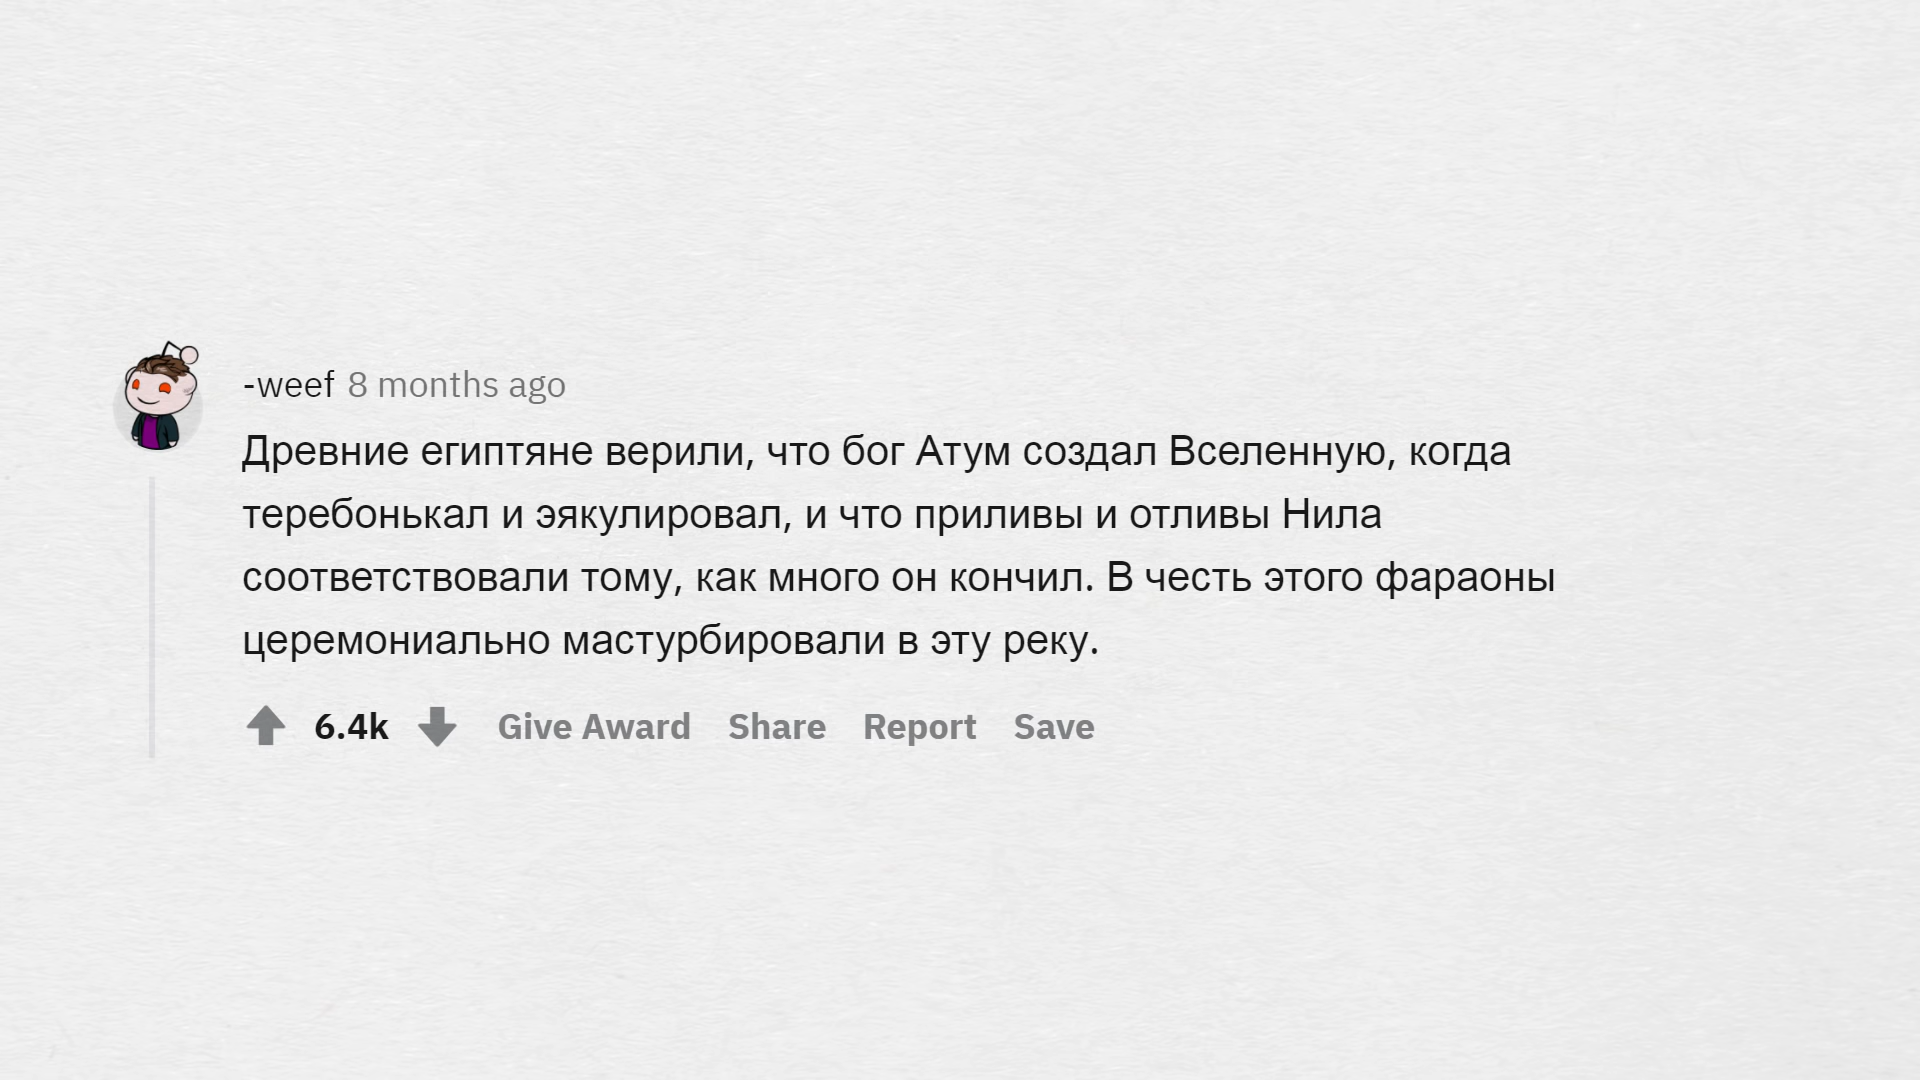 -weef 8 months ago
Древние египтяне верили, что бог Атум создал Вселенную, когда
теребонькал и эякулировал, и что приливы и отливы Нила
соответствовали тому, как много он кончил. В честь этого фараоны
церемониально мастурбировали в эту реку.
6.4k Give Award Share Report Save